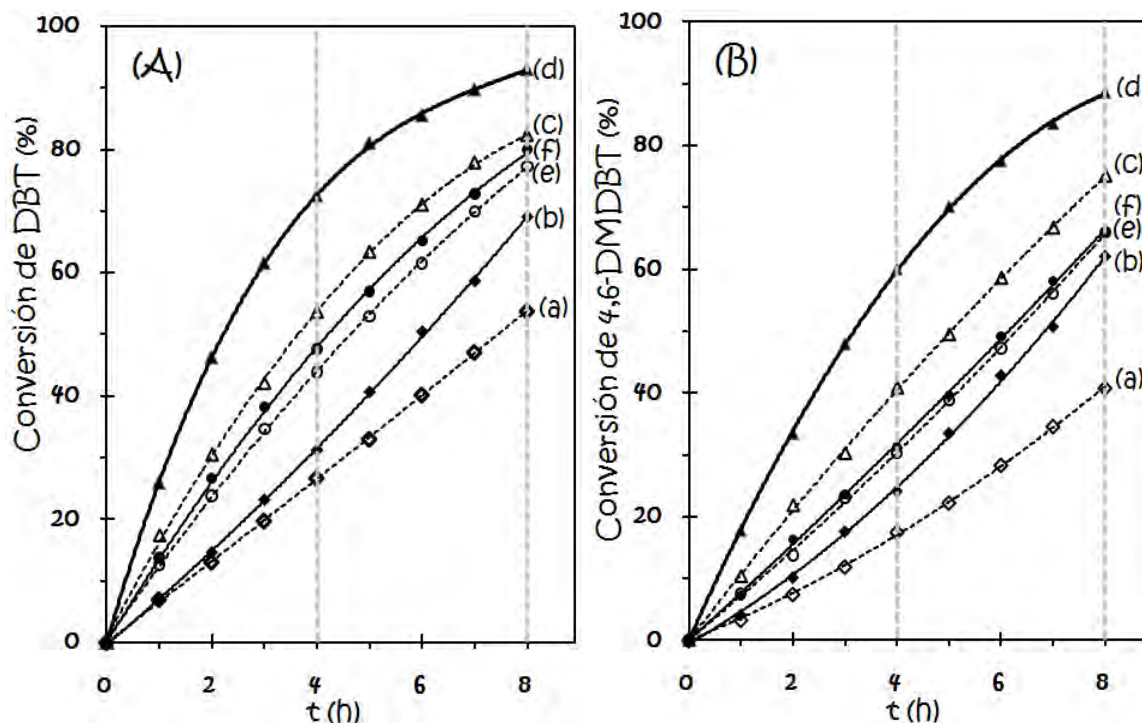 (A)
Conversión de DBT (%)
100
80
60
40
20
0
0 2 4 6 8
t (h)
(d)
(c)
(f)
(e)
(b)
(a)
(B)
Conversión de 4,6-DMDBT (%)
100
80
60
40
20
0
0 2 4 6 8
t (h)
(d)
(c)
(f)
(e)
(b)
(a)